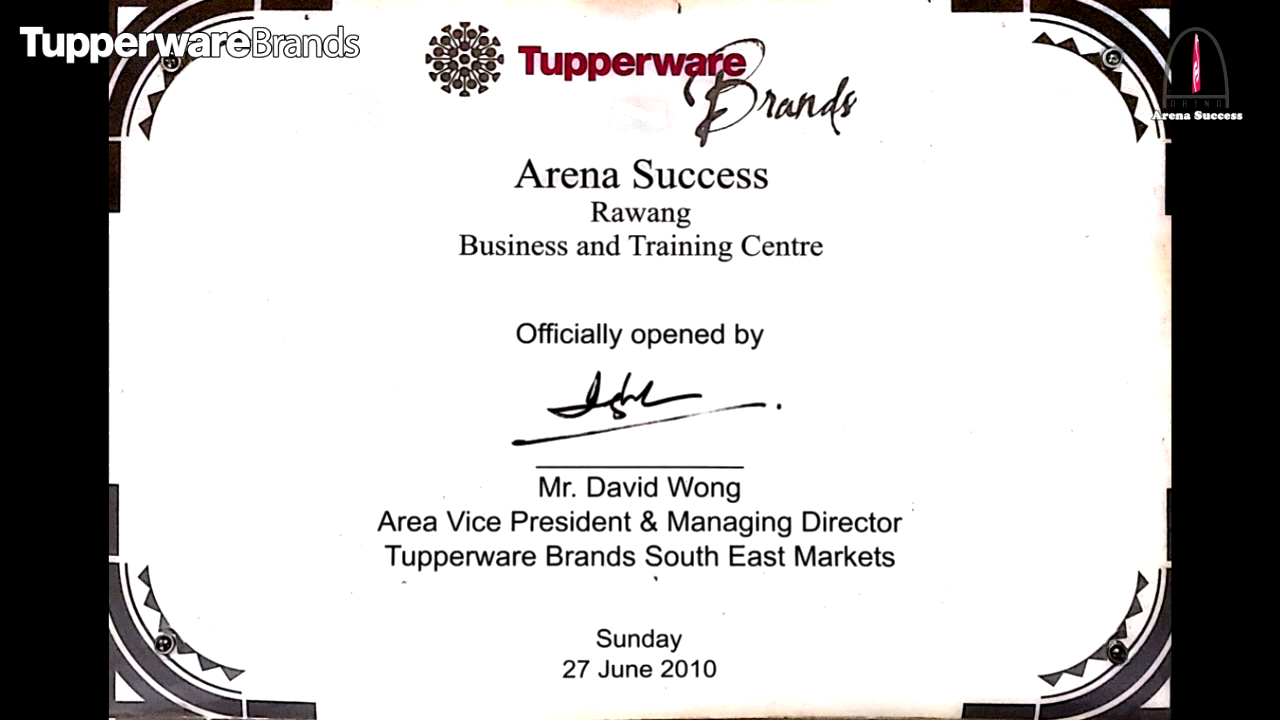 TupperwareBrands
Tupperware
Brands
ARENA
Arena Success
Arena Success
Rawang
Business and Training Centre
Officially opened by
Mr. David Wong
Area Vice President & Managing Director
Tupperware Brands South East Markets
Sunday
27 June 2010